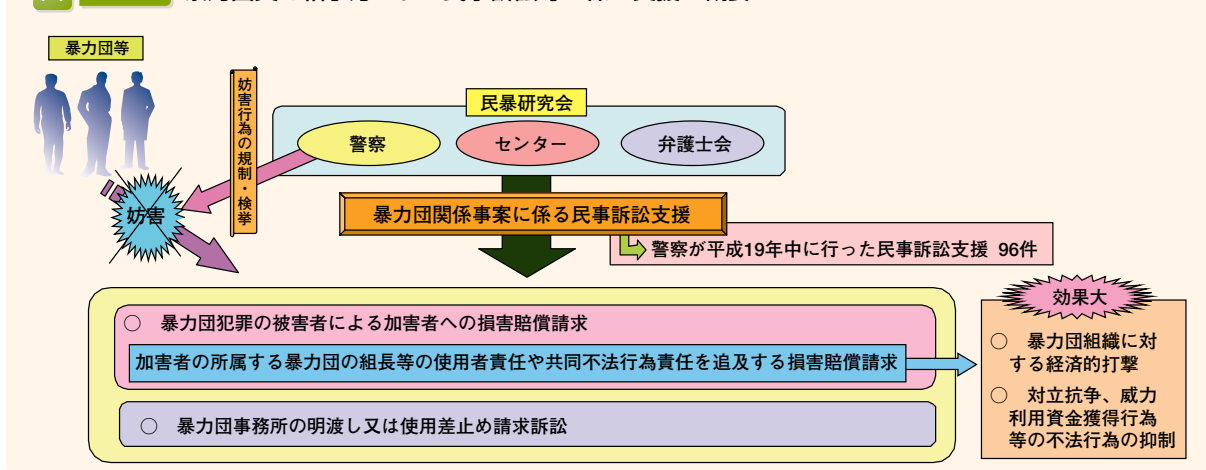 暴力団等
妨害行為の規制・検挙
民暴研究会
警察
センター
弁護士会
妨害
暴力団関係事案に係る民事訴訟支援
警察が平成19年中に行った民事訴訟支援 96件
○ 暴力団犯罪の被害者による加害者への損害賠償請求
加害者の所属する暴力団の組長等の使用者責任や共同不法行為責任を追及する損害賠償請求
○ 暴力団事務所の明渡し又は使用差止め請求訴訟
効果大
○ 暴力団組織に対
する経済的打撃
○ 対立抗争、威力
利用資金獲得行為
等の不法行為の抑制